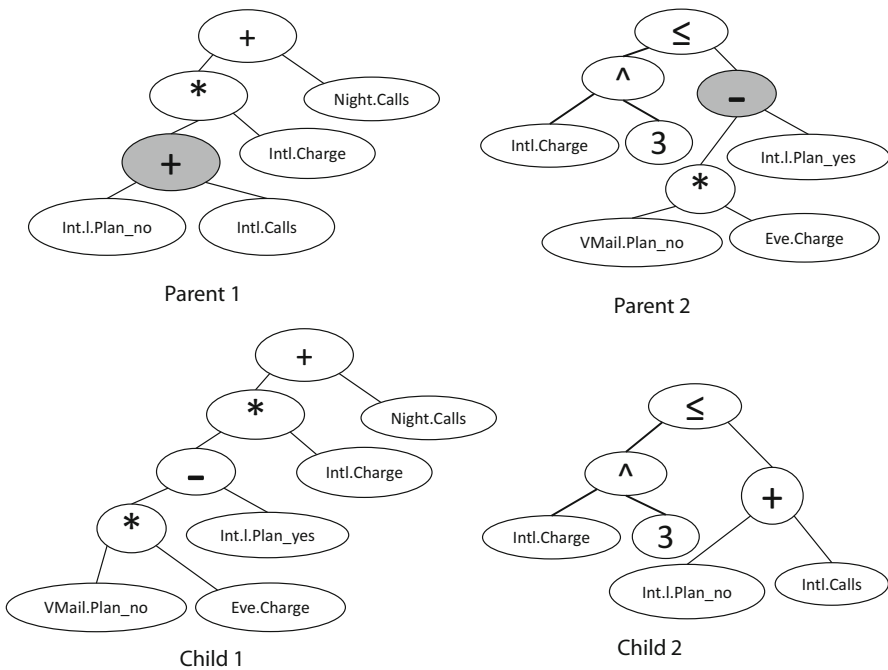 +
*
Night.Calls
+
Intl.Charge
Int.l.Plan_no
Intl.Calls
Parent 1
≤
^
-
Intl.Charge
3
Int.l.Plan_yes
*
VMail.Plan_no
Eve.Charge
Parent 2
+
*
Night.Calls
-
Intl.Charge
*
Int.l.Plan_yes
VMail.Plan_no
Eve.Charge
Child 1
≤
^
+
Intl.Charge
3
Int.l.Plan_no
Intl.Calls
Child 2